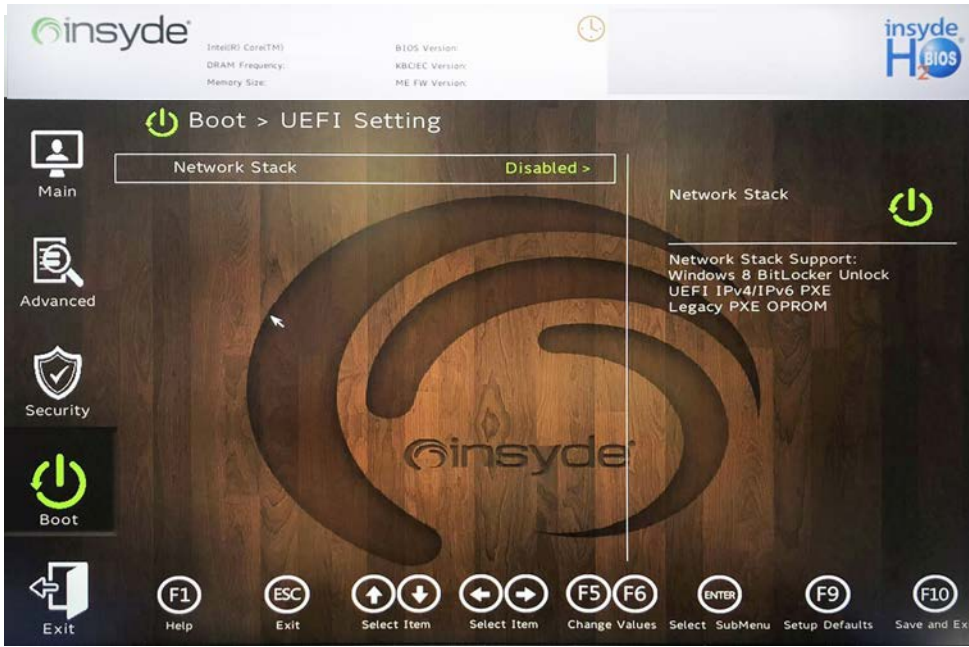 insyde
Intel(R) Core(TM)
DRAM Frequency:
Memory Size:
BIOS Version:
KBC/EC Version:
ME FW Version:
insyde
H2O BIOS
Boot > UEFI Setting
Network Stack Disabled >
Network Stack
Network Stack Support:
Windows 8 BitLocker Unlock
UEFI IPv4/IPv6 PXE
Legacy PXE OPROM
Main
Advanced
Security
Boot
Exit
insyde
F1
Help
ESC
Exit
Select Item
Select Item
F5 F6
Change Values
ENTER
Select SubMenu
F9
Setup Defaults
F10
Save and Ex